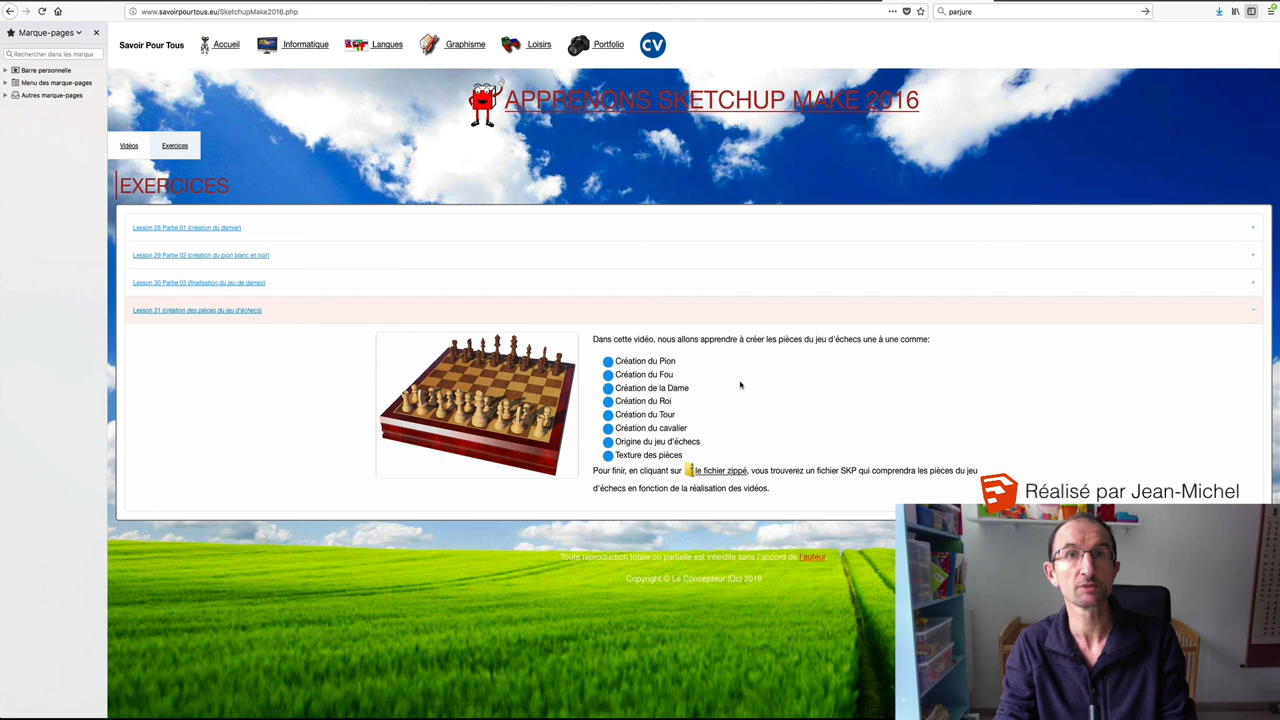 www.savoirpourtous.eu/SketchupMake2016.php
parjure
Marque-pages
Rechercher dans les marque
Barre personnelle
Menu des marque-pages
Autres marque-pages
Savoir Pour Tous
Accueil
Informatique
Langues
Graphisme
Loisirs
Portfolio
CV
APPRENONS SKETCHUP MAKE 2016
Vidéos
Exercices
EXERCICES
Lesson 28 Partie 01 (création du damier)
Lesson 29 Partie 02 (création du pion blanc et noir)
Lesson 30 Partie 03 (finalisation du jeu de dames)
Lesson 31 (création des pièces du jeu d'échecs)
Dans cette vidéo, nous allons apprendre à créer les pièces du jeu d'échecs une à une comme:
Création du Pion
Création du Fou
Création de la Dame
Création du Roi
Création du Tour
Création du cavalier
Origine du jeu d'échecs
Texture des pièces
Pour finir, en cliquant sur le fichier zippé, vous trouverez un fichier SKP qui comprendra les pièces du jeu
d'échecs en fonction de la réalisation des vidéos.
Réalisé par Jean-Michel
Toute reproduction totale ou partielle est interdite sans l'accord de l'auteur.
Copyright © Le Concepteur (Qc) 2018